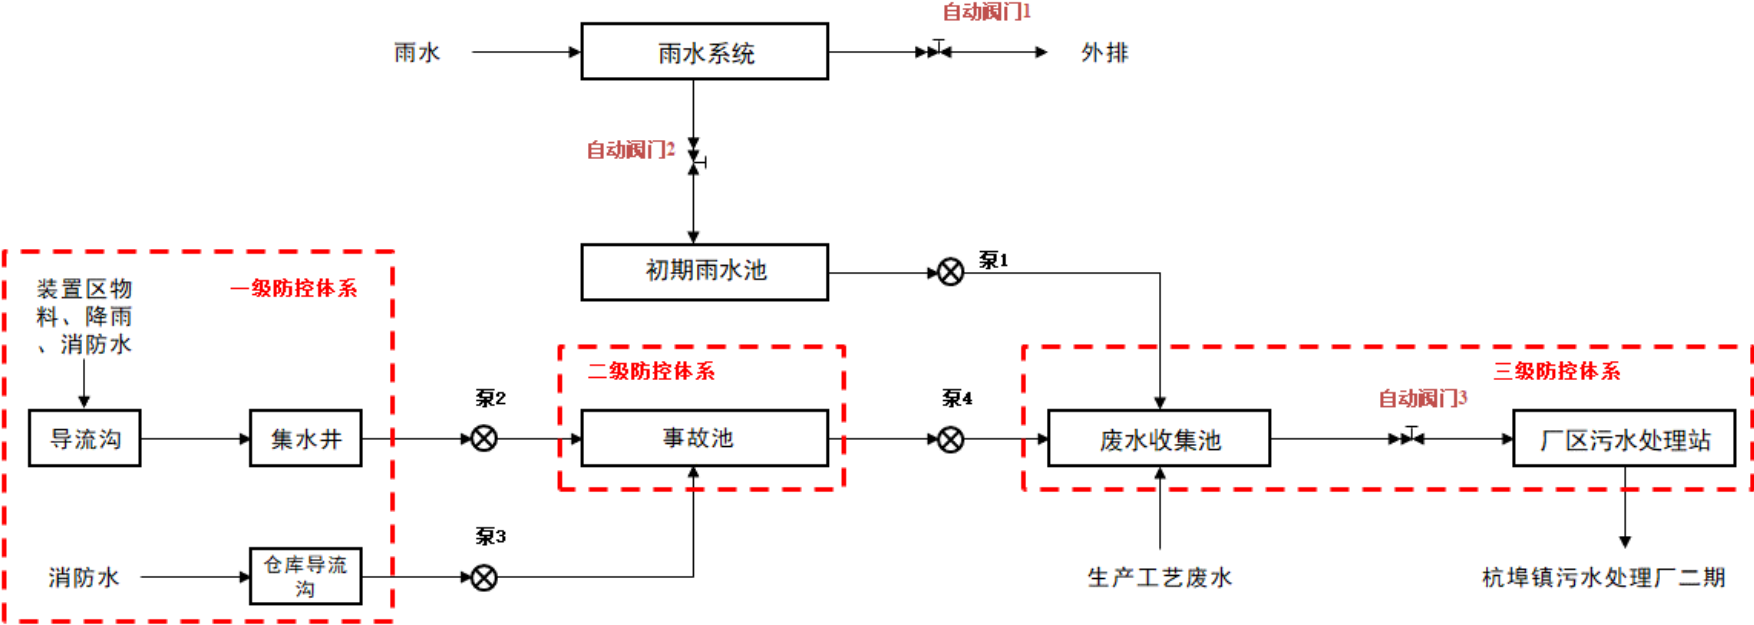 自动阀门1
雨水
雨水系统
外排
自动阀门2
初期雨水池
泵1
装置区物
料、降雨
、消防水
一级防控体系
二级防控体系
三级防控体系
泵2
泵4
自动阀门3
导流沟
集水井
事故池
废水收集池
厂区污水处理站
泵3
消防水
仓库导流
沟
生产工艺废水
杭埠镇污水处理厂二期